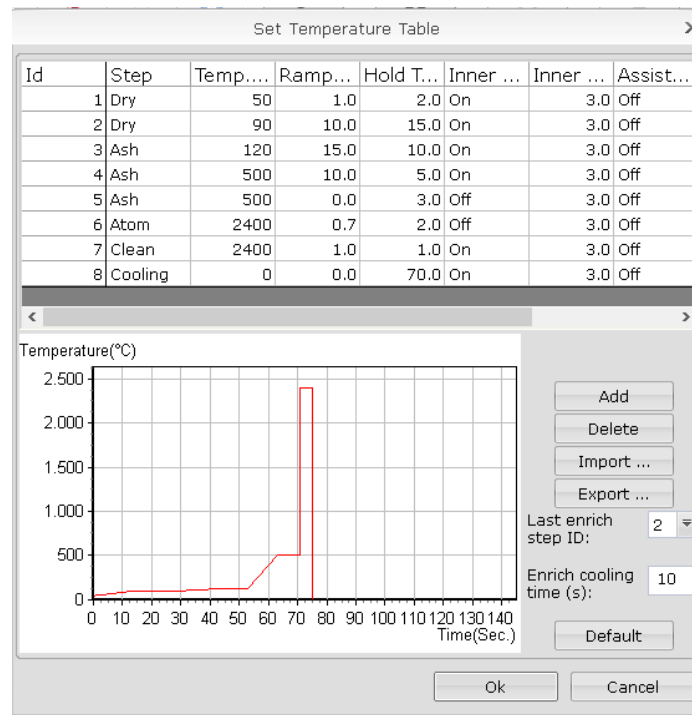 Set Temperature Table
Id Step Temp.... Ramp... Hold T... Inner ... Inner ... Assist...
1 Dry 50 1.0 2.0 On 3.0 Off
2 Dry 90 10.0 15.0 On 3.0 Off
3 Ash 120 15.0 10.0 On 3.0 Off
4 Ash 500 10.0 5.0 On 3.0 Off
5 Ash 500 0.0 3.0 Off 3.0 Off
6 Atom 2400 0.7 2.0 Off 3.0 Off
7 Clean 2400 1.0 1.0 On 3.0 Off
8 Cooling 0 0.0 70.0 On 3.0 Off
Temperature(°C)
2.500
2.000
1.500
1.000
500
0
0 10 20 30 40 50 60 70 80 90 100 110 120 130 140
Time(Sec.)
Add
Delete
Import ...
Export ...
Last enrich
step ID:
2
Enrich cooling
time (s):
10
Default
Ok
Cancel